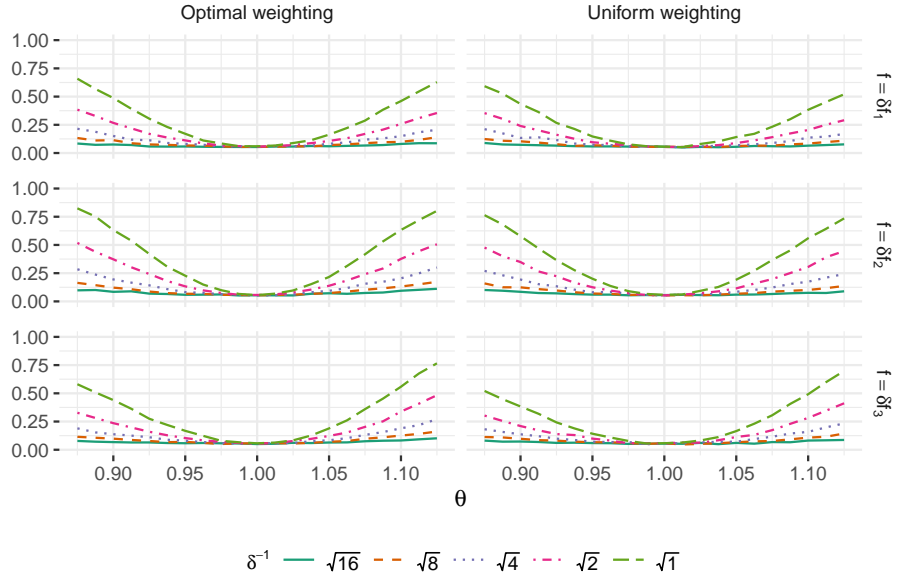 Optimal weighting Uniform weighting
1.00
0.75
0.50
0.25
0.00
f = δf₁
1.00
0.75
0.50
0.25
0.00
f = δf₂
1.00
0.75
0.50
0.25
0.00
f = δf₃
0.90 0.95 1.00 1.05 1.10 0.90 0.95 1.00 1.05 1.10
θ
δ⁻¹ √16 √8 √4 √2 √1